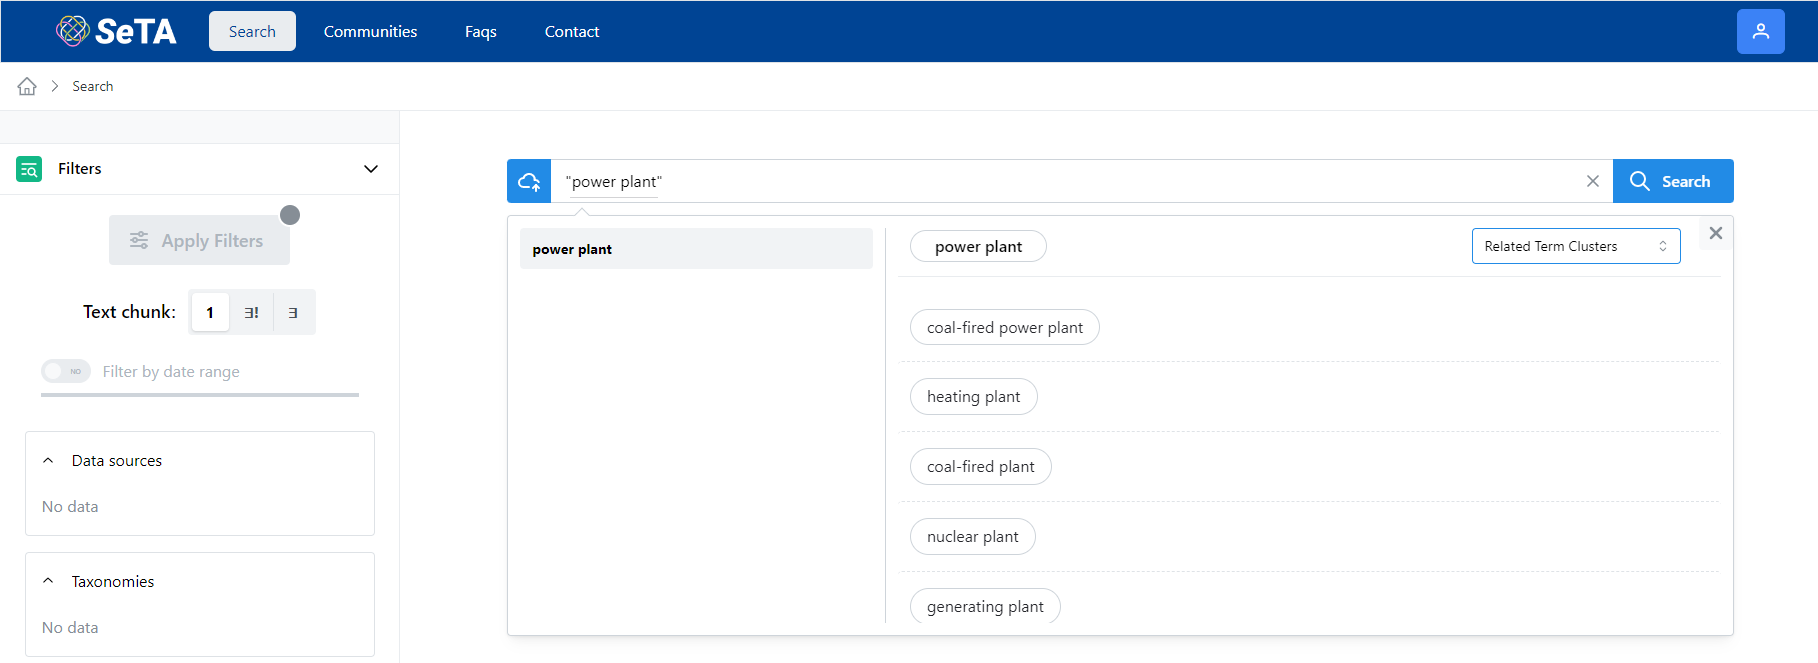 SeTA
Search
Communities
Faqs
Contact
Search
Filters
Apply Filters
Text chunk:
1
∃!
∃
NO
Filter by date range
Data sources
No data
Taxonomies
No data
"power plant"
Search
power plant
power plant
Related Term Clusters
coal-fired power plant
heating plant
coal-fired plant
nuclear plant
generating plant